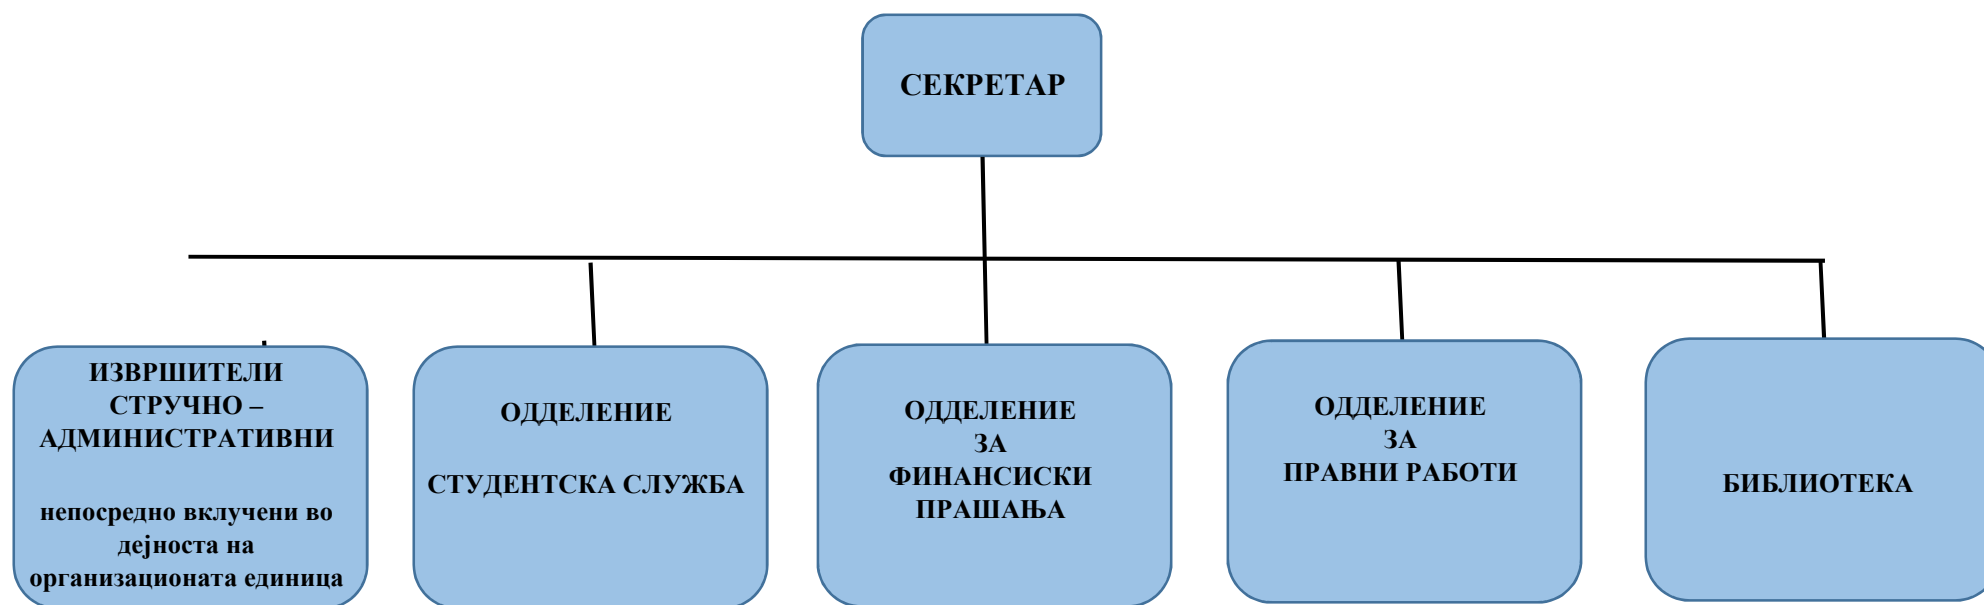 СЕКРЕТАР
ИЗВРШИТЕЛИ
СТРУЧНО –
АДМИНИСТРАТИВНИ
непосредно вклучени во
дејноста на
организационата единица
ОДДЕЛЕНИЕ
СТУДЕНТСКА СЛУЖБА
ОДДЕЛЕНИЕ
ЗА
ФИНАНСИСКИ
ПРАШАЊА
ОДДЕЛЕНИЕ
ЗА
ПРАВНИ РАБОТИ
БИБЛИОТЕКА